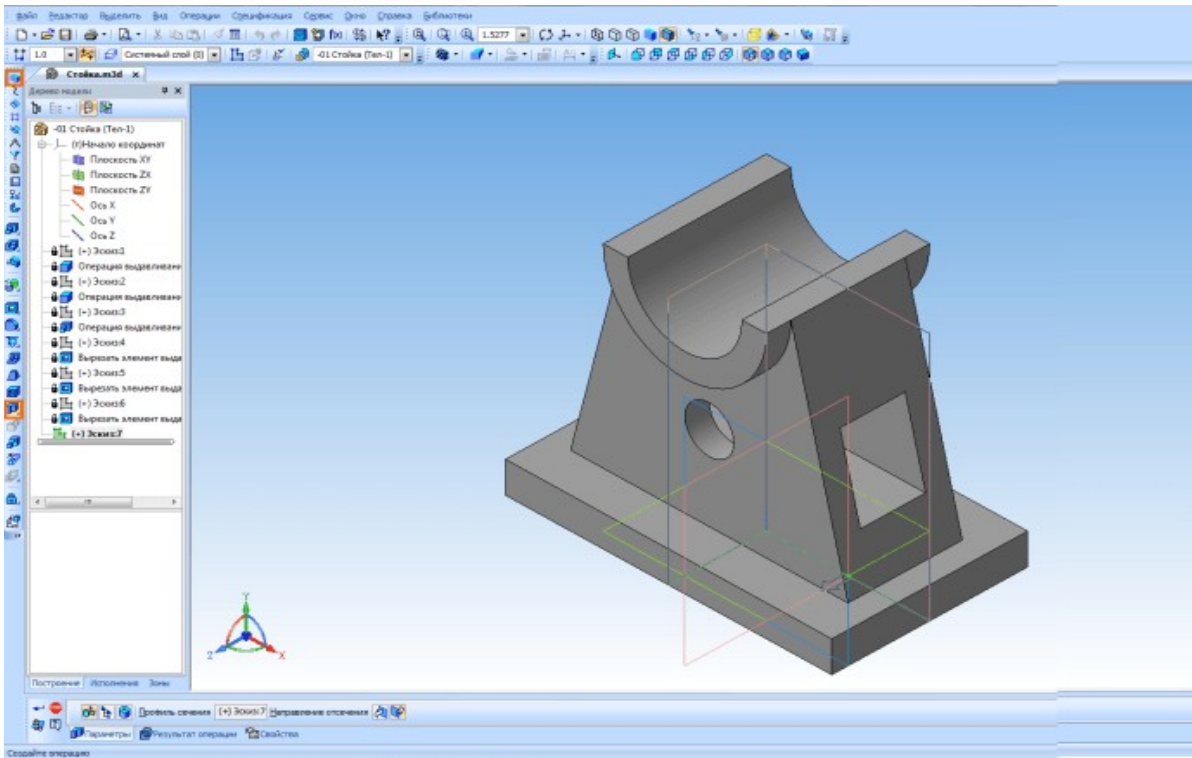 Файл Редактор Выделить Вид Операции Спецификация Сервис Окно Справка Библиотеки
1.5277
1.0 Системный слой (0) -01 Стойка (Тел-1)
Стойка.m3d
Дерево модели
-01 Стойка (Тел-1)
(т)Начало координат
Плоскость XY
Плоскость ZX
Плоскость ZY
Ось X
Ось Y
Ось Z
(+) Эскиз:1
Операция выдавливани
(+) Эскиз:2
Операция выдавливани
(+) Эскиз:3
Операция выдавливани
(+) Эскиз:4
Вырезать элемент выда
(+) Эскиз:5
Вырезать элемент выда
(+) Эскиз:6
Вырезать элемент выда
(+) Эскиз:7
Y
Z
X
Построение Исполнения Зоны
Профиль сечения (+) Эскиз:7 Направление отсечения
Параметры Результат операции Свойства
Создайте операцию